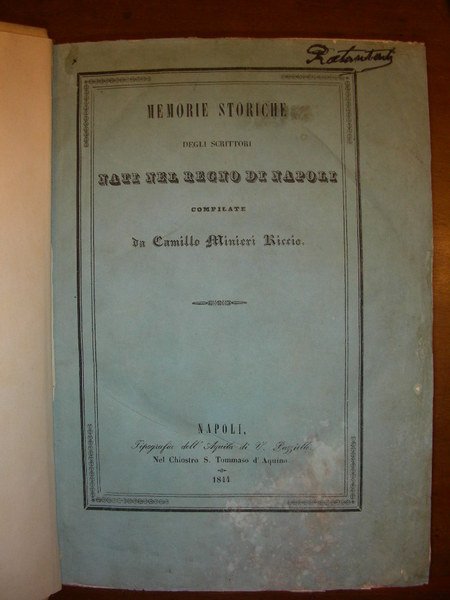 MEMORIE STORICHE
DEGLI SCRITTORI
NATI NEL REGNO DI NAPOLI
COMPILATE
da Camillo Minieri Riccio.
NAPOLI,
Tipografia dell' Aquila di V. Puzziello
Nel Chiostro S. Tommaso d' Aquino
1844